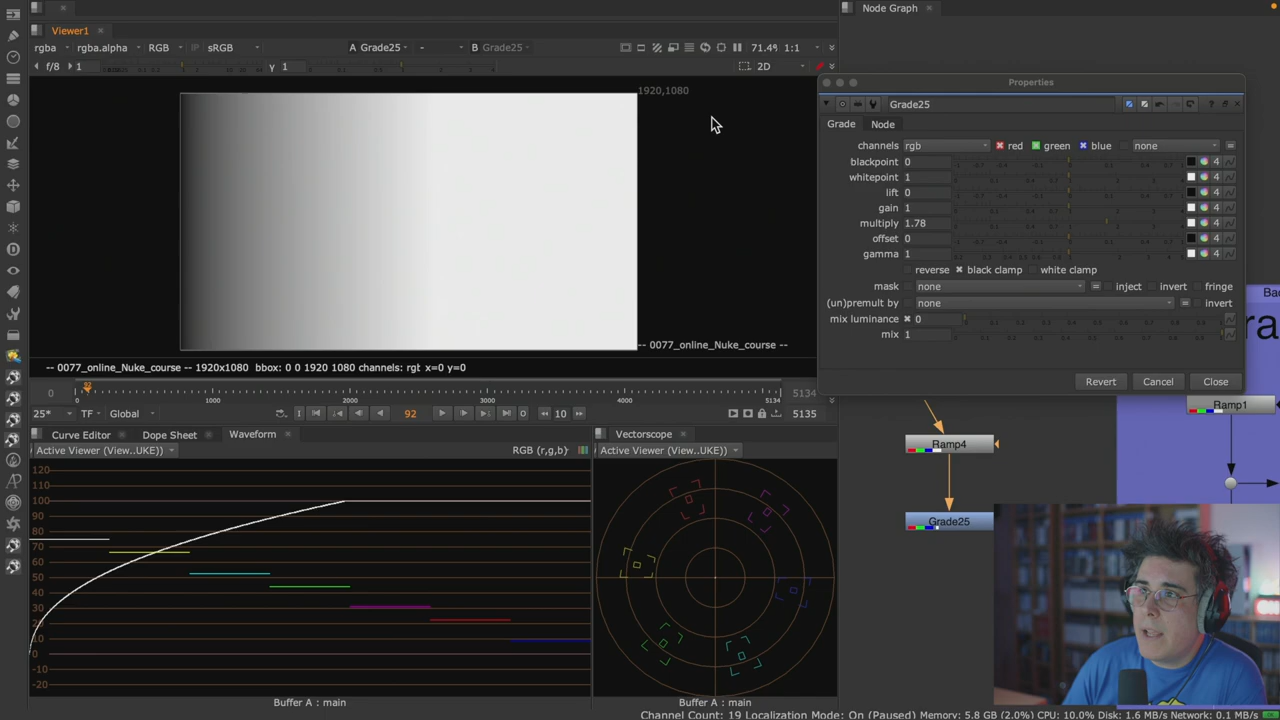 Node Graph
Viewer1
rgba
rgba.alpha
RGB
IP
sRGB
A Grade25
-
B Grade25
71.4%
1:1
f/8
1
y 1
2D
1920,1080
-- 0077_online_Nuke_course --
-- 0077_online_Nuke_course -- 1920x1080 bbox: 0 0 1920 1080 channels: rgt x=0 y=0
0
92
0
1000
2000
3000
4000
5134
5134
25*
TF
Global
92
10
5135
Curve Editor
Dope Sheet
Waveform
Vectorscope
Active Viewer (View..UKE)
RGB (r,g,b)
Active Viewer (View..UKE)
120
110
100
90
80
70
60
50
40
30
20
10
0
-10
-20
Buffer A : main
Buffer A : main
Properties
Grade25
Grade
Node
channels rgb red green blue none
blackpoint 0
whitepoint 1
lift 0
gain 1
multiply 1.78
offset 0
gamma 1
reverse black clamp white clamp
mask none inject invert fringe
(un)premult by none invert
mix luminance 0
mix 1
Revert
Cancel
Close
Ramp4
Grade25
Ramp1
Channel Count: 19 Localization Mode: On (Paused) Memory: 5.8 GB (2.0%) CPU: 10.0% Disk: 1.6 MB/s Network: 0.1 MB/s